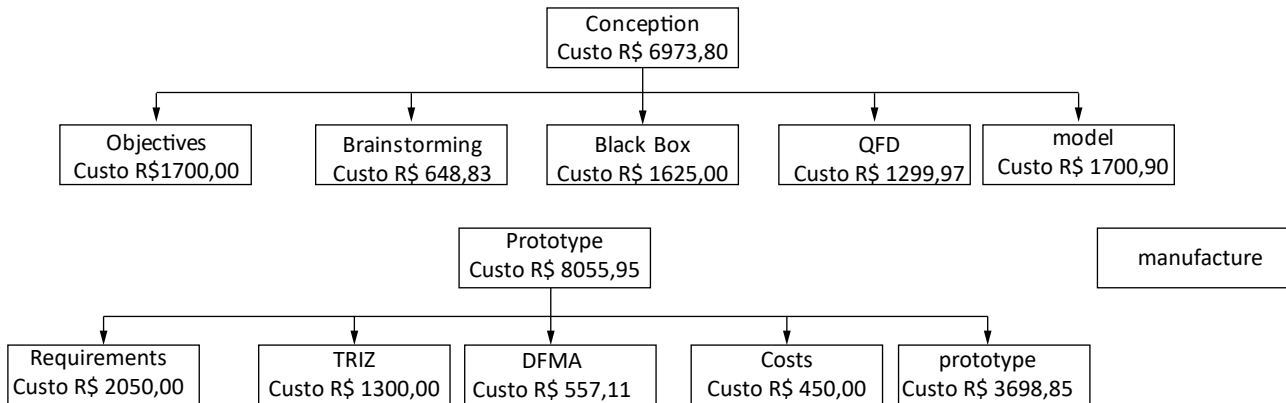 Conception
Custo R$ 6973,80
Objectives
Custo R$1700,00
Brainstorming
Custo R$ 648,83
Black Box
Custo R$ 1625,00
QFD
Custo R$ 1299,97
model
Custo R$ 1700,90
Prototype
Custo R$ 8055,95
manufacture
Requirements
Custo R$ 2050,00
TRIZ
Custo R$ 1300,00
DFMA
Custo R$ 557,11
Costs
Custo R$ 450,00
prototype
Custo R$ 3698,85